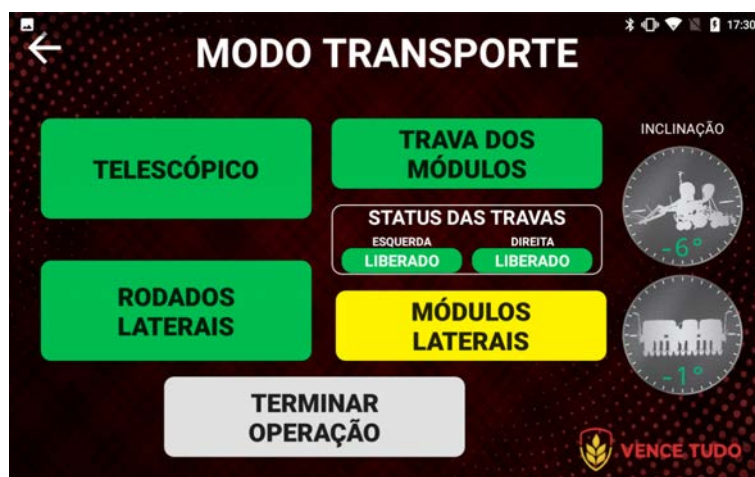 17:30
MODO TRANSPORTE
TELESCÓPICO
TRAVA DOS
MÓDULOS
INCLINAÇÃO
STATUS DAS TRAVAS
ESQUERDA
DIREITA
LIBERADO
LIBERADO
-6°
RODADOS
LATERAIS
MÓDULOS
LATERAIS
-1°
TERMINAR
OPERAÇÃO
VENCE TUDO